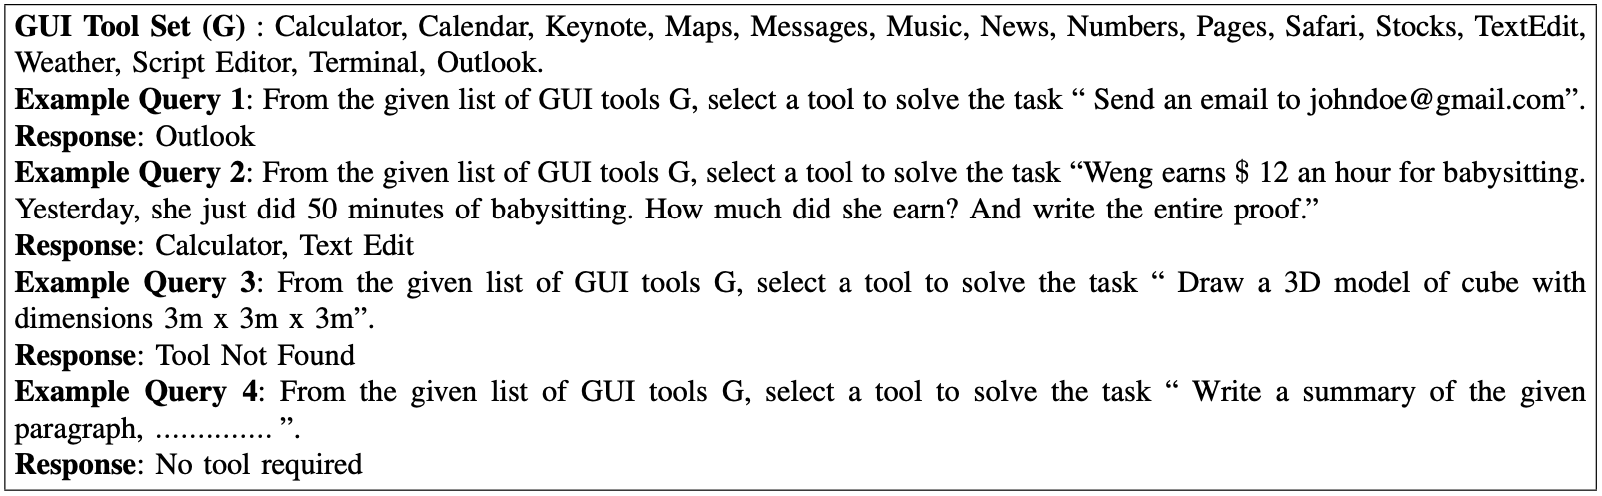 GUI Tool Set (G) : Calculator, Calendar, Keynote, Maps, Messages, Music, News, Numbers, Pages, Safari, Stocks, TextEdit,
Weather, Script Editor, Terminal, Outlook.
Example Query 1: From the given list of GUI tools G, select a tool to solve the task “ Send an email to johndoe@gmail.com”.
Response: Outlook
Example Query 2: From the given list of GUI tools G, select a tool to solve the task “Weng earns $ 12 an hour for babysitting.
Yesterday, she just did 50 minutes of babysitting. How much did she earn? And write the entire proof.”
Response: Calculator, Text Edit
Example Query 3: From the given list of GUI tools G, select a tool to solve the task “ Draw a 3D model of cube with
dimensions 3m x 3m x 3m”.
Response: Tool Not Found
Example Query 4: From the given list of GUI tools G, select a tool to solve the task “ Write a summary of the given
paragraph, .............. ”.
Response: No tool required